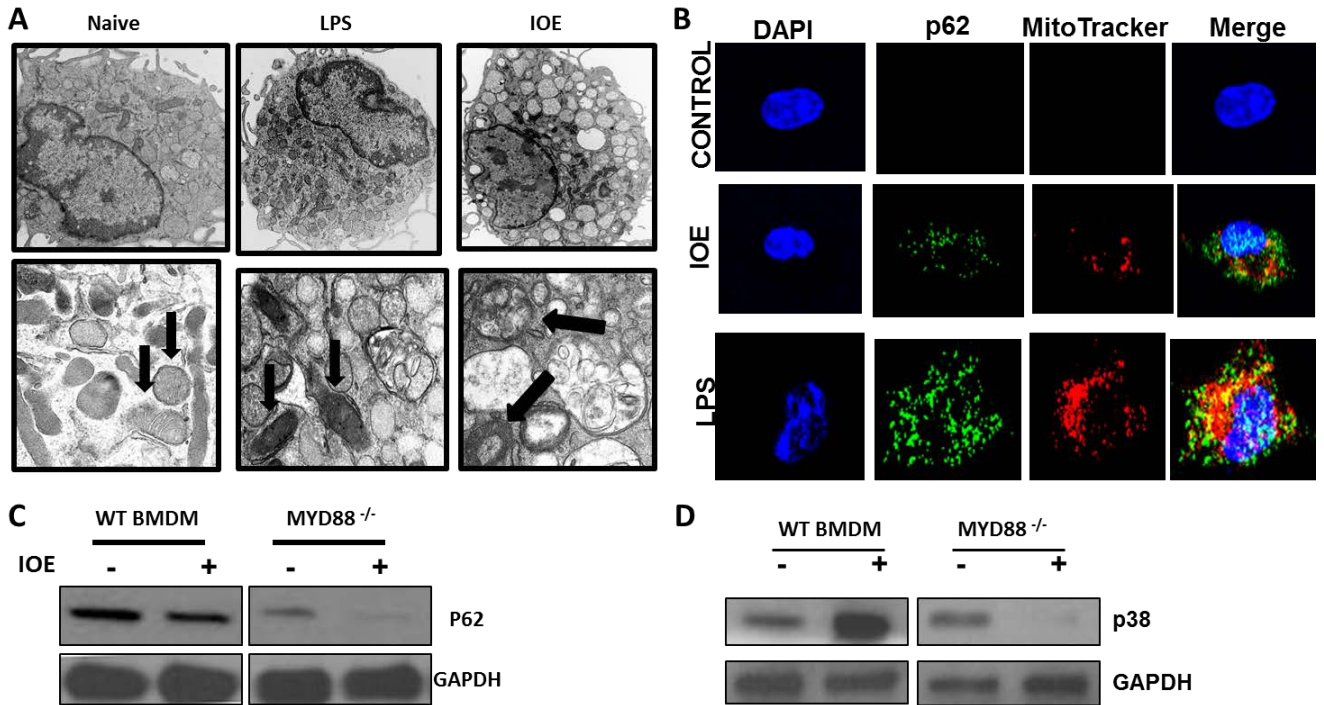 A
Naive
LPS
IOE
B
DAPI
p62
MitoTracker
Merge
CONTROL
IOE
LPS
C
WT BMDM
MYD88 -/-
IOE
-
+
-
+
P62
GAPDH
D
WT BMDM
MYD88 -/-
-
+
-
+
p38
GAPDH